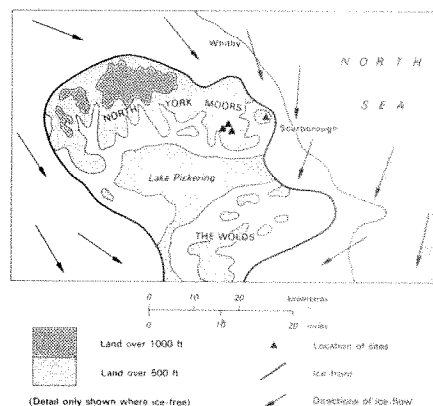 Whitby
NORTH
SEA
NORTH YORK MOORS
Scarborough
Lake Pickering
THE WOLDS
0 10 20 kilometres
0 10 20 miles
Land over 1000 ft
Location of sites
Land over 500 ft
Ice front
(Detail only shown where ice-free)
Directions of ice-flow